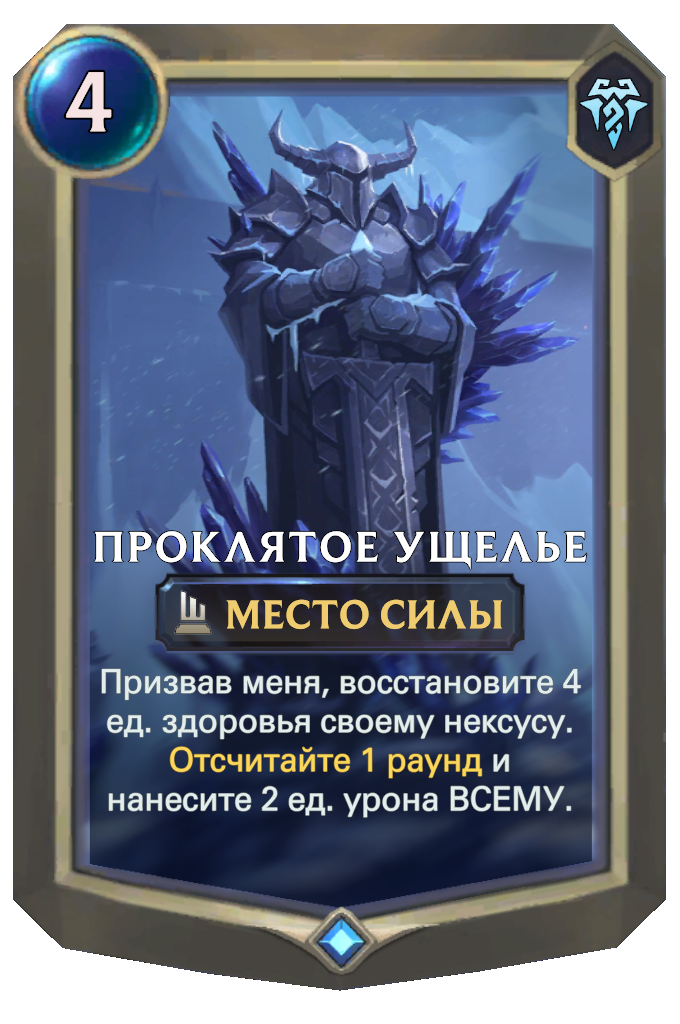 4
ПРОКЛЯТОЕ УЩЕЛЬЕ
МЕСТО СИЛЫ
Призвав меня, восстановите 4
ед. здоровья своему нексусу.
Отсчитайте 1 раунд и
нанесите 2 ед. урона ВСЕМУ.